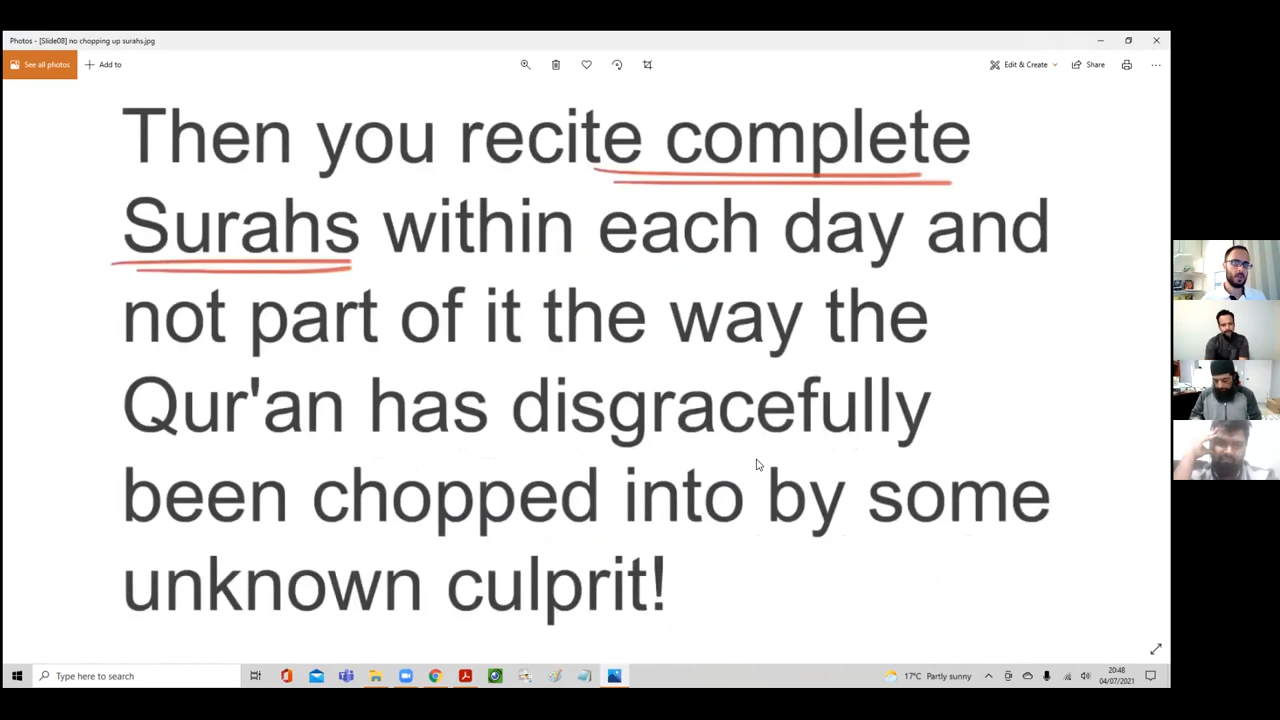 Photos - [Slide08] no chopping up surahs.jpg
See all photos
Add to
Edit & Create
Share
Then you recite complete
Surahs within each day and
not part of it the way the
Qur'an has disgracefully
been chopped into by some
unknown culprit!
Type here to search
17°C Partly sunny
20:48
04/07/2021